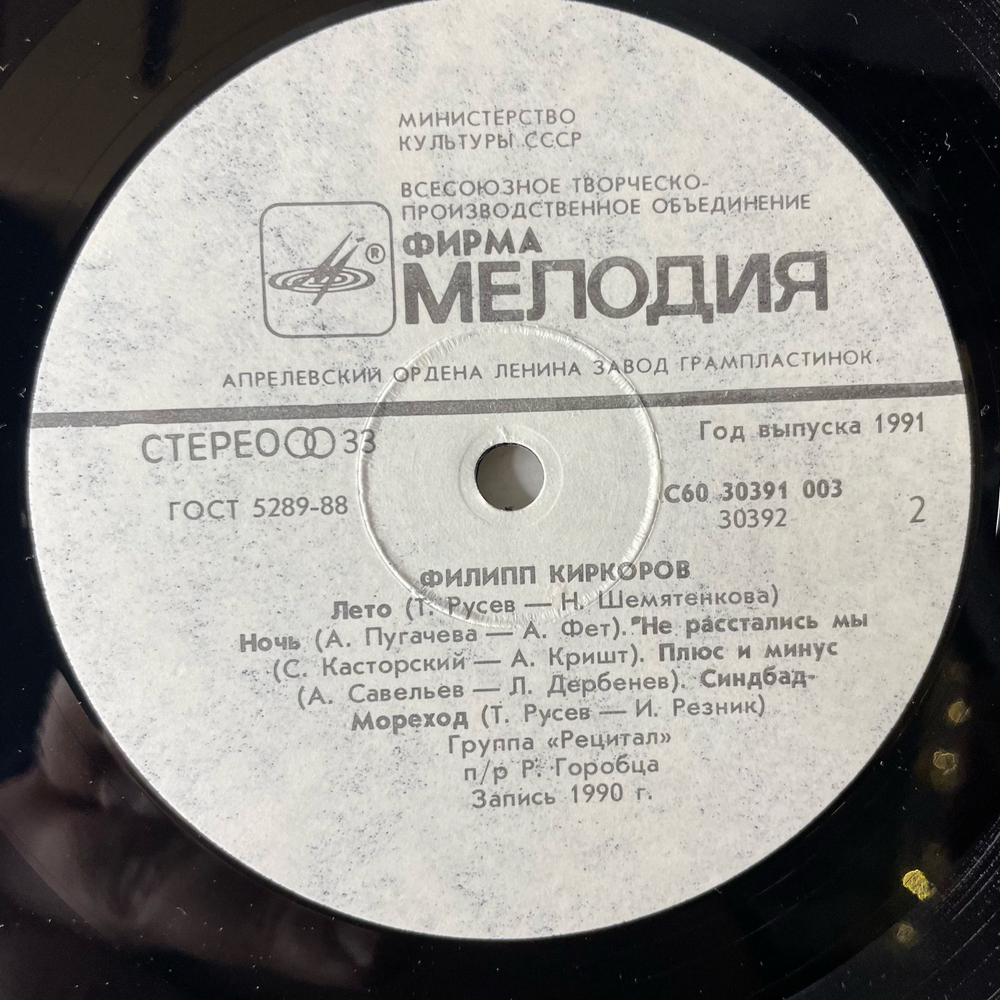 МИНИСТЕРСТВО
КУЛЬТУРЫ СССР
ВСЕСОЮЗНОЕ ТВОРЧЕСКО-
ПРОИЗВОДСТВЕННОЕ ОБЪЕДИНЕНИЕ
ФИРМА
® МЕЛОДИЯ
АПРЕЛЕВСКИЙ ОРДЕНА ЛЕНИНА ЗАВОД ГРАМПЛАСТИНОК.
СТЕРЕО 33
Год выпуска 1991
ГОСТ 5289-88
С60 30391 003
30392
2
ФИЛИПП КИРКОРОВ
Лето (Т. Русев — Н. Шемятенкова)
Ночь (А. Пугачева — А. Фет). Не расстались мы
(С. Касторский — А. Кришт). Плюс и минус
(А. Савельев — Л. Дербенев). Синдбад-
Мореход (Т. Русев — И. Резник)
Группа «Рецитал»
п/р Р. Горобца
Запись 1990 г.